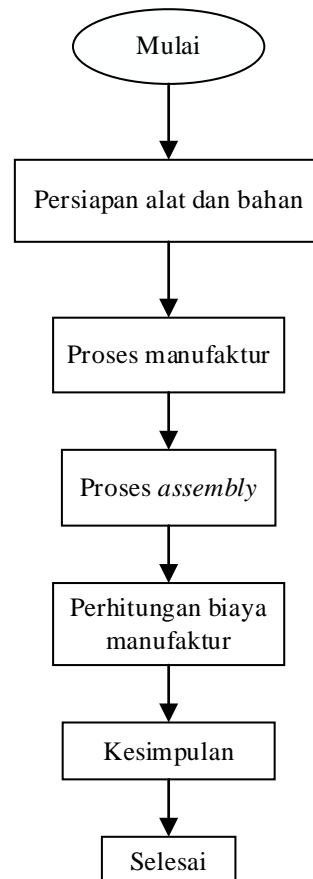 Mulai
Persiapan alat dan bahan
Proses manufaktur
Proses assembly
Perhitungan biaya
manufaktur
Kesimpulan
Selesai